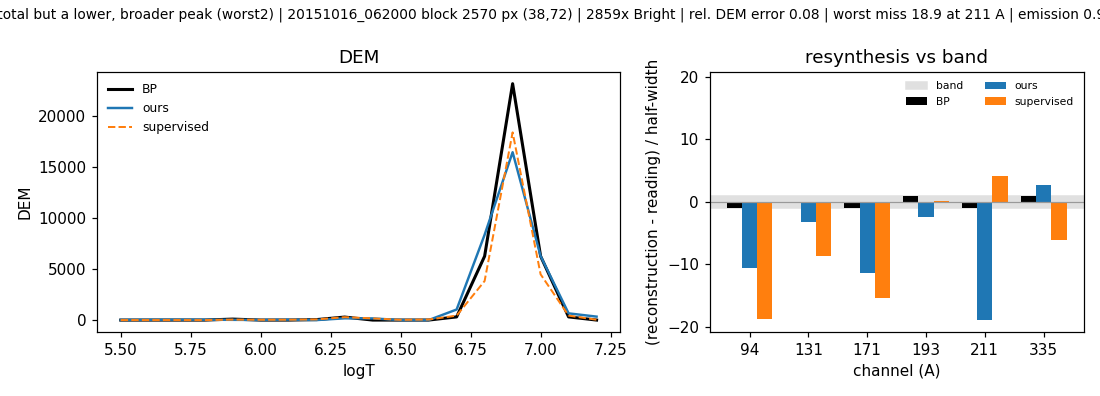 total but a lower, broader peak (worst2) | 20151016_062000 block 2570 px (38,72) | 2859x Bright | rel. DEM error 0.08 | worst miss 18.9 at 211 A | emission 0.9
DEM
BP
ours
supervised
DEM
20000
15000
10000
5000
0
5.50 5.75 6.00 6.25 6.50 6.75 7.00 7.25
logT
resynthesis vs band
band
BP
ours
supervised
(reconstruction - reading) / half-width
20
10
0
−10
−20
94 131 171 193 211 335
channel (A)